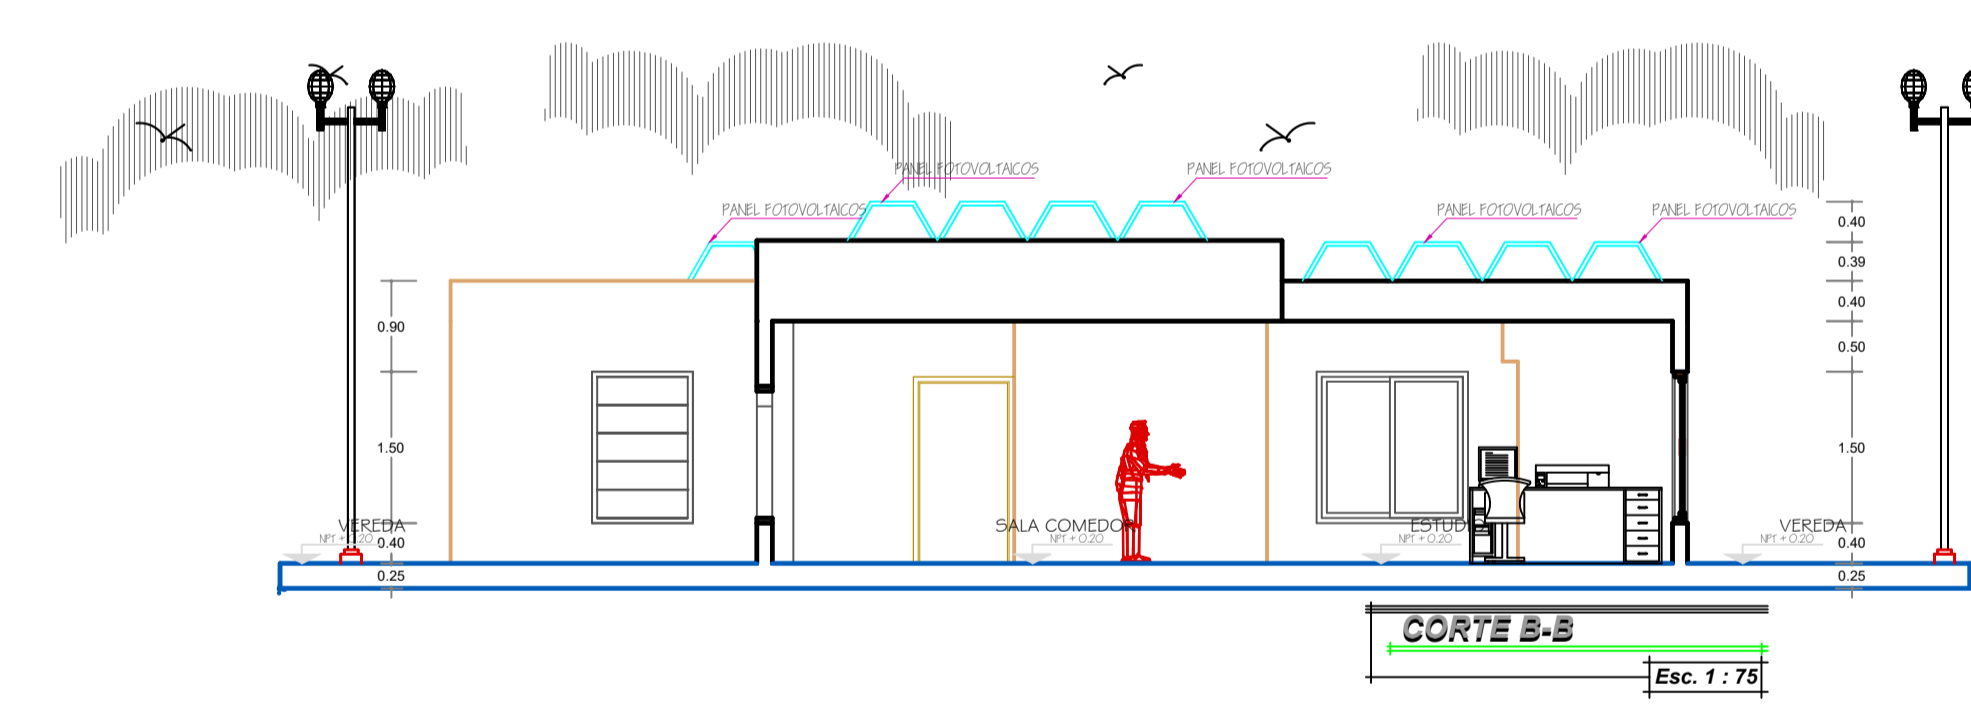 PANEL FOTOVOLTAICOS
PANEL FOTOVOLTAICOS
PANEL FOTOVOLTAICOS
PANEL FOTOVOLTAICOS
PANEL FOTOVOLTAICOS
0.40
0.39
0.40
0.50
1.50
0.40
0.25
0.90
1.50
0.40
0.25
VEREDA
NPT + 0.20
SALA COMEDOR
NPT + 0.20
ESTUDIO
NPT + 0.20
VEREDA
NPT + 0.20
CORTE B-B
Esc. 1 : 75